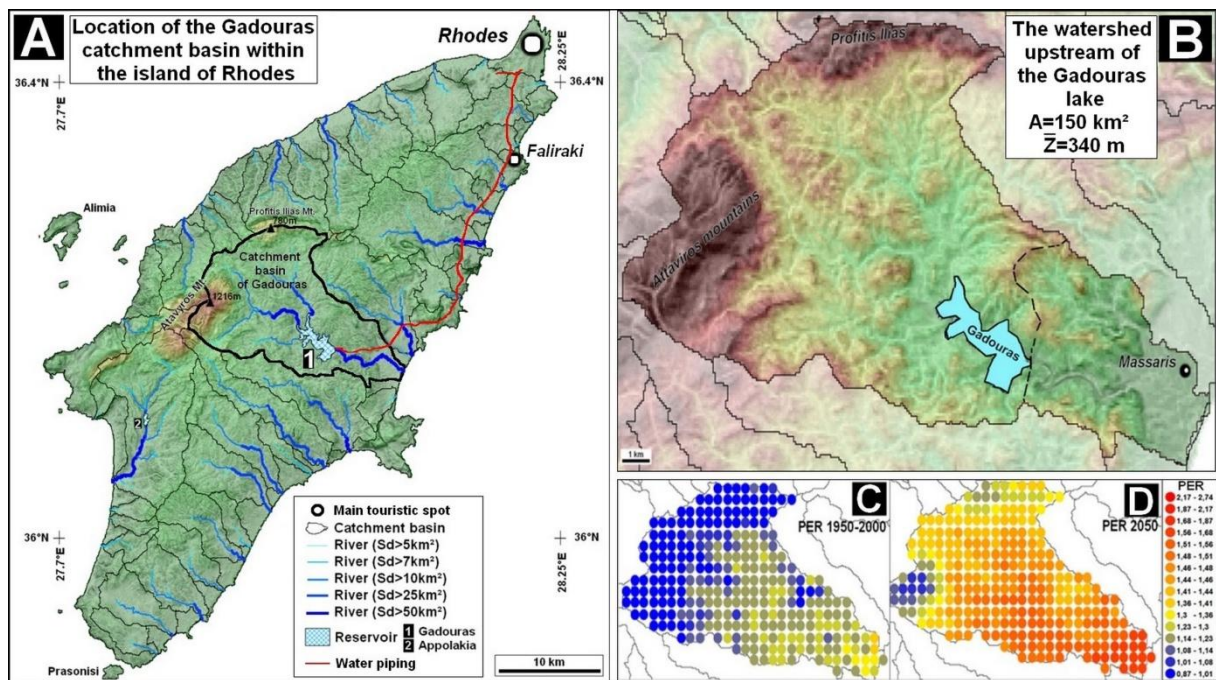 A
Location of the Gadouras
catchment basin within
the island of Rhodes
Rhodes
28.25°E
36.4°N
36.4°N
27.7°E
Faliraki
Alimia
Profitis Ilias Mt.
780m
Catchment
basin
of Gadouras
Atavyros Mt.
1216m
1
2
36°N
36°N
27.7°E
28.25°E
Prasonisi
Main touristic spot
Catchment basin
River (Sd>5km²)
River (Sd>7km²)
River (Sd>10km²)
River (Sd>25km²)
River (Sd>50km²)
Reservoir 1 Gadouras
2 Appolakia
Water piping
10 km
B
The watershed
upstream of
the Gadouras
lake
A=150 km²
Z̅=340 m
Profitis Ilias
Attaviros mountains
Gadouras
Massaris
1 km
C
PER 1950-2000
D
PER 2050
PER
2,17 - 2,74
1,87 - 2,17
1,68 - 1,87
1,56 - 1,68
1,51 - 1,56
1,48 - 1,51
1,46 - 1,48
1,44 - 1,46
1,41 - 1,44
1,36 - 1,41
1,3 - 1,36
1,23 - 1,3
1,14 - 1,23
1,08 - 1,14
1,01 - 1,08
0,87 - 1,01